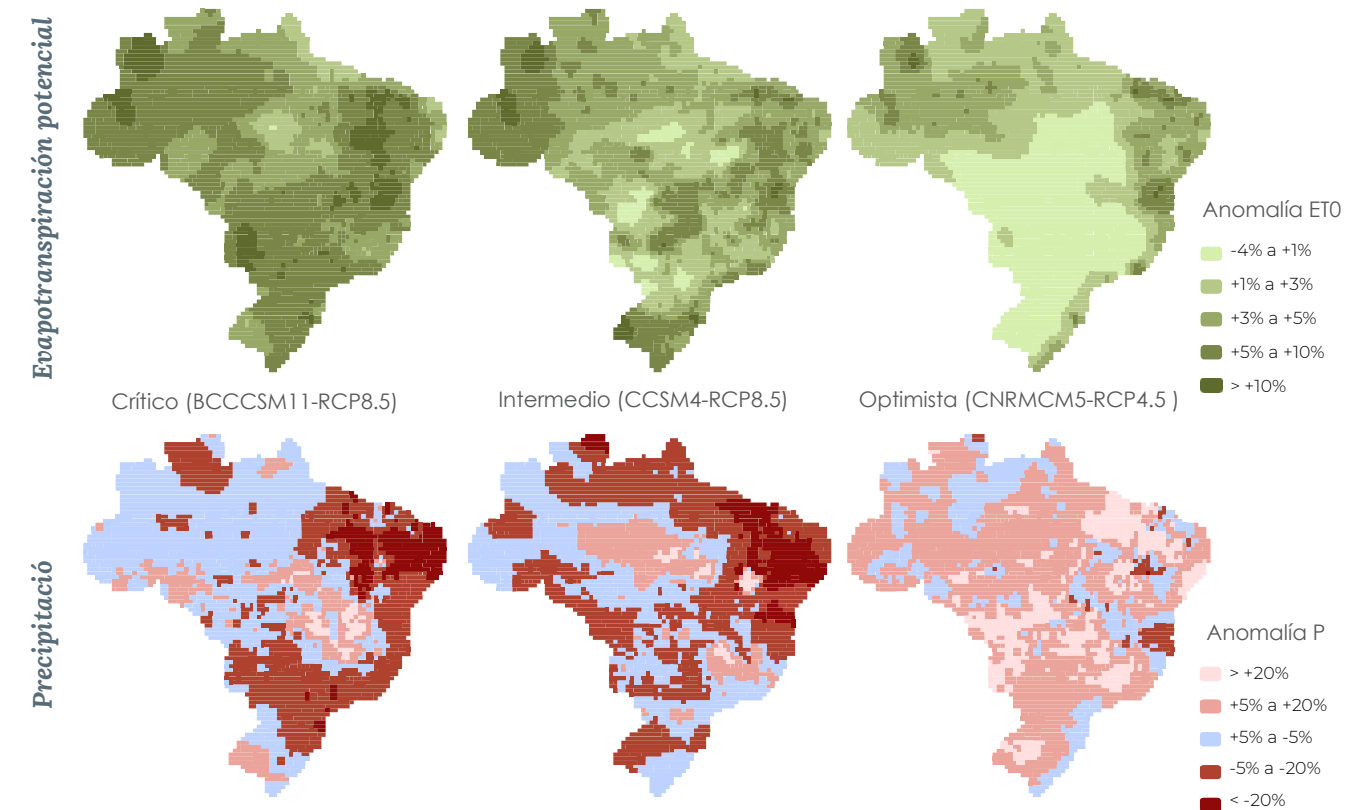 Evapotranspiración potencial
Anomalía ET0
-4% a +1%
+1% a +3%
+3% a +5%
+5% a +10%
> +10%
Crítico (BCCCSM11-RCP8.5)
Intermedio (CCSM4-RCP8.5)
Optimista (CNRMCM5-RCP4.5 )
Precipitació
Anomalía P
> +20%
+5% a +20%
+5% a -5%
-5% a -20%
< -20%